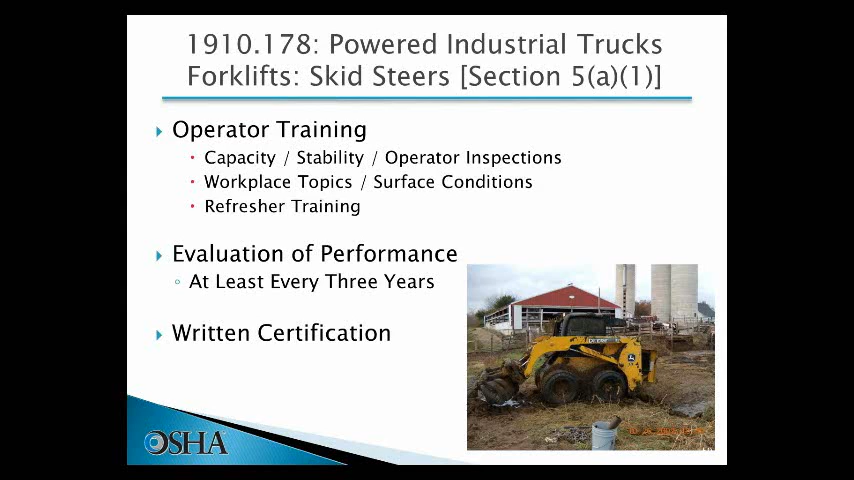 1910.178: Powered Industrial Trucks
Forklifts: Skid Steers [Section 5(a)(1)]
Operator Training
Capacity / Stability / Operator Inspections
Workplace Topics / Surface Conditions
Refresher Training
Evaluation of Performance
At Least Every Three Years
Written Certification
DEERE
OSHA